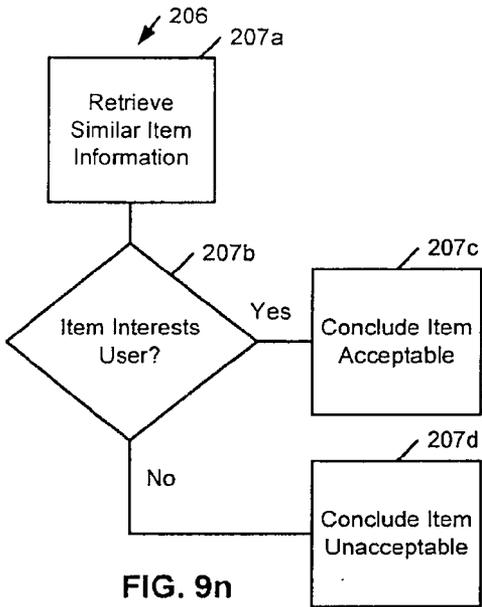 206
207a
Retrieve
Similar Item
Information
207b
Item Interests
User?
Yes
207c
Conclude Item
Acceptable
No
207d
Conclude Item
Unacceptable
FIG. 9n